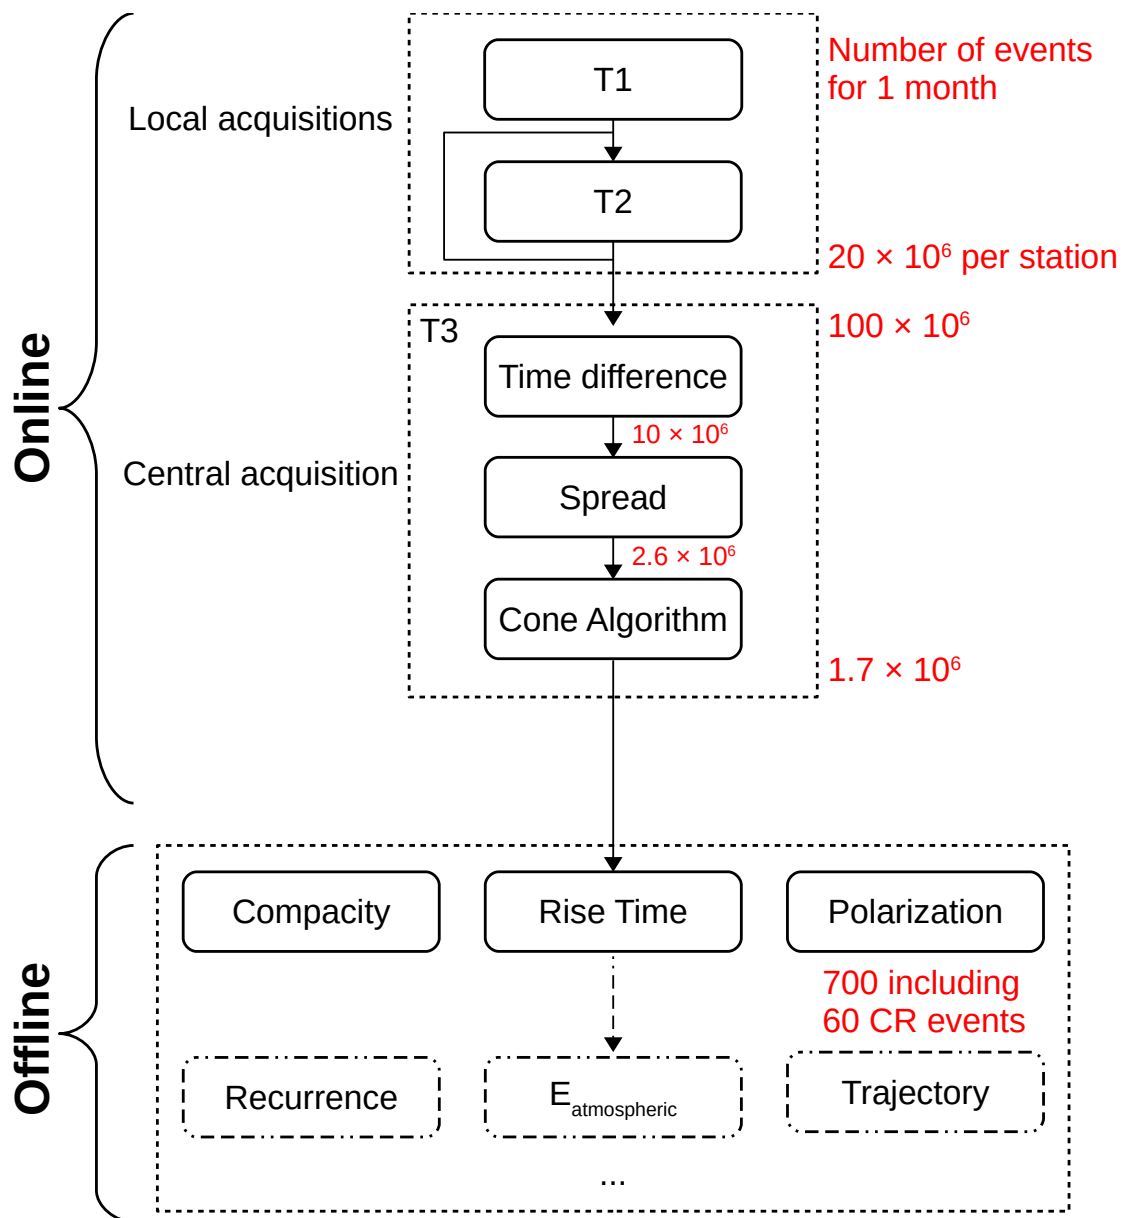 Online
Local acquisitions
T1
T2
Number of events
for 1 month
20 × 10⁶ per station
100 × 10⁶
T3
Time difference
10 × 10⁶
Central acquisition
Spread
2.6 × 10⁶
Cone Algorithm
1.7 × 10⁶
Offline
Compacity
Rise Time
Polarization
700 including
60 CR events
Recurrence
E_atmospheric
Trajectory
...